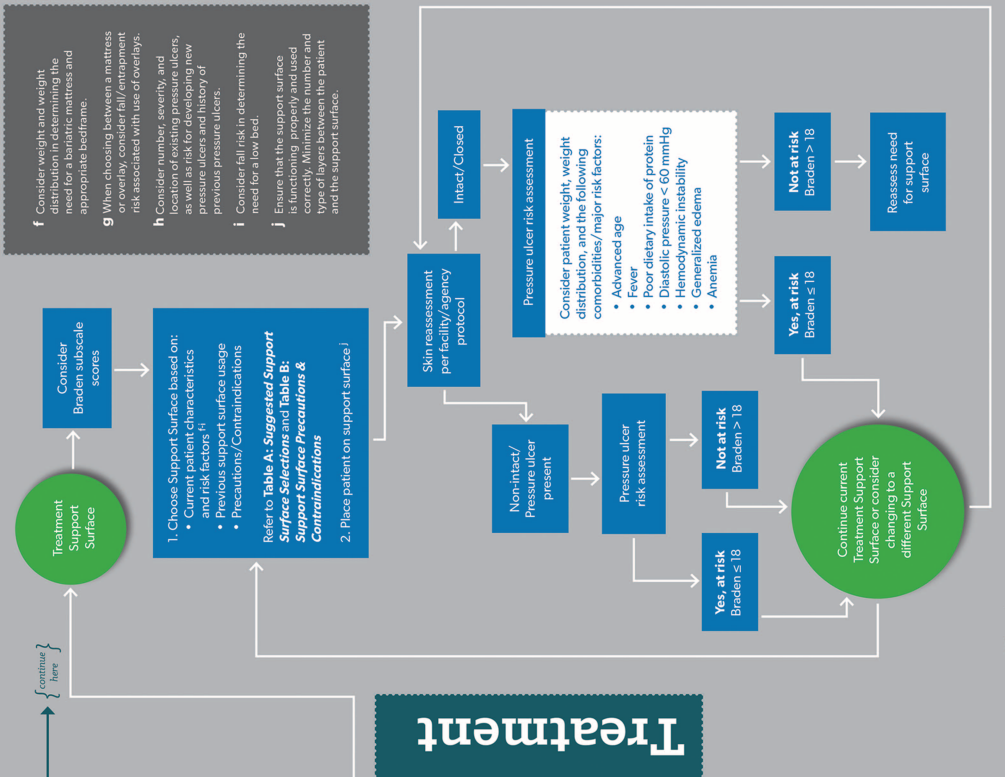 Treatment
{ continue
here }
Treatment
Support
Surface
Consider
Braden subscale
scores
1. Choose Support Surface based on:
• Current patient characteristics
and risk factors f-i
• Previous support surface usage
• Precautions/Contraindications
Refer to Table A: Suggested Support
Surface Selections and Table B:
Support Surface Precautions &
Contraindications
2. Place patient on support surface j
Skin reassessment
per facility/agency
protocol
Non-intact/
Pressure ulcer
present
Pressure ulcer
risk assessment
Yes, at risk
Braden ≤ 18
Not at risk
Braden > 18
Intact/Closed
Pressure ulcer risk assessment
Consider patient weight, weight
distribution, and the following
comorbidities/major risk factors:
• Advanced age
• Fever
• Poor dietary intake of protein
• Diastolic pressure < 60 mmHg
• Hemodynamic instability
• Generalized edema
• Anemia
Yes, at risk
Braden ≤ 18
Not at risk
Braden > 18
Reassess need
for support
surface
Continue current
Treatment Support
Surface or consider
changing to a
different Support
Surface
f Consider weight and weight
distribution in determining the
need for a bariatric mattress and
appropriate bedframe.
g When choosing between a mattress
or overlay, consider fall/entrapment
risk associated with use of overlays.
h Consider number, severity, and
location of existing pressure ulcers,
as well as risk for developing new
pressure ulcers and history of
previous pressure ulcers.
i Consider fall risk in determining the
need for a low bed.
j Ensure that the support surface
is functioning properly and used
correctly. Minimize the number and
type of layers between the patient
and the support surface.